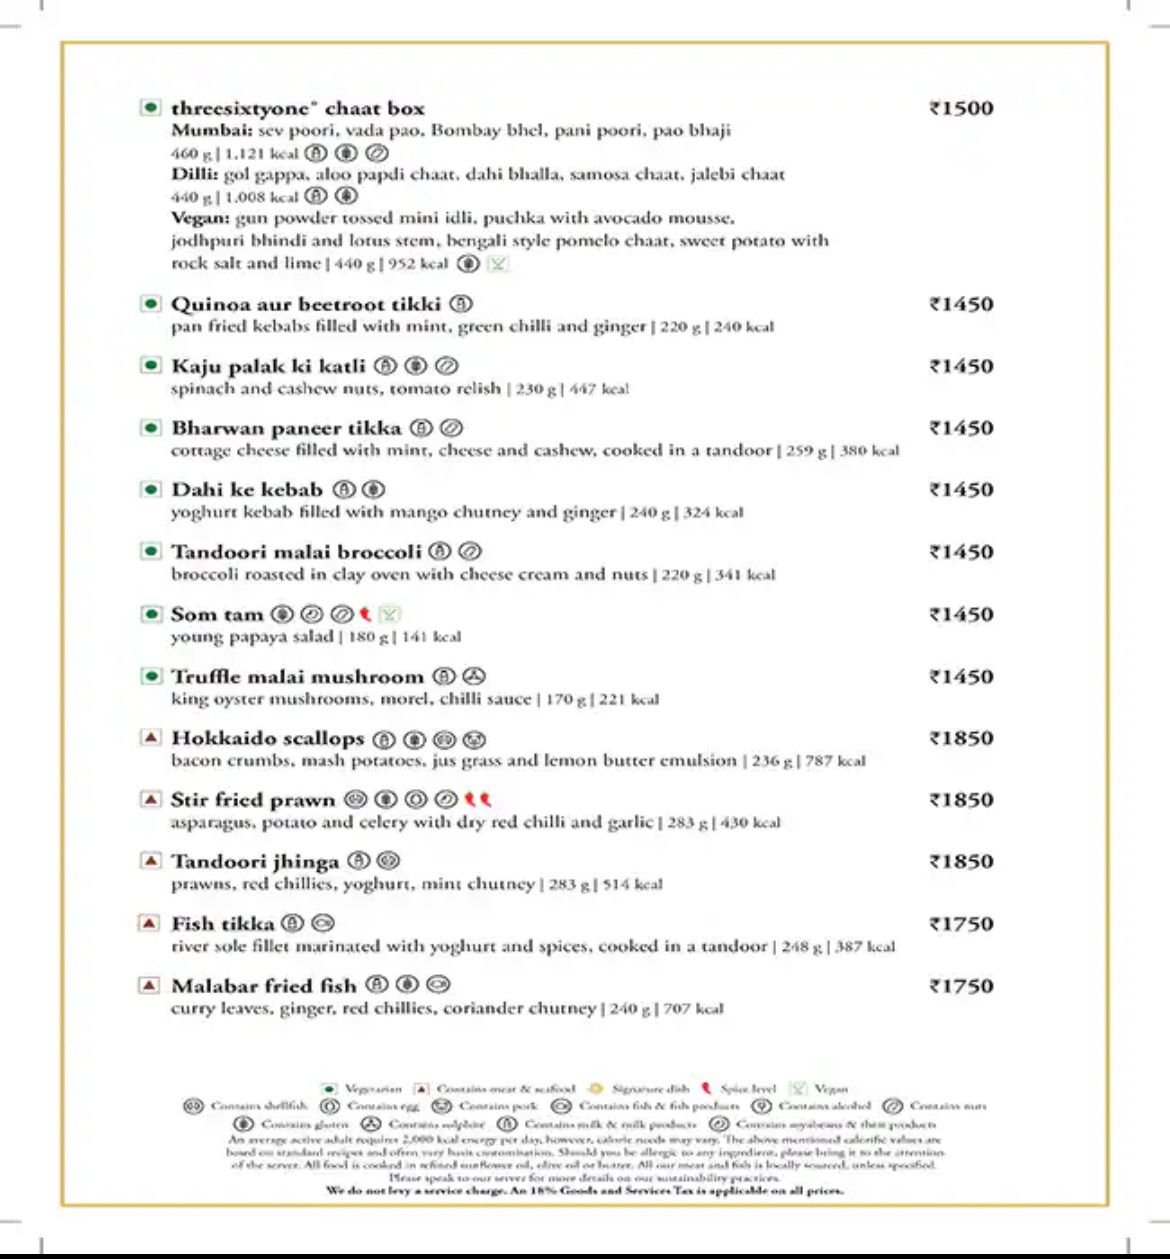 threesixtyone° chaat box ₹1500
Mumbai: sev poori, vada pao, Bombay bhel, pani poori, pao bhaji
460 g | 1,121 kcal
Dilli: gol gappa, aloo papdi chaat, dahi bhalla, samosa chaat, jalebi chaat
440 g | 1,008 kcal
Vegan: gun powder tossed mini idli, puchka with avocado mousse,
jodhpuri bhindi and lotus stem, bengali style pomelo chaat, sweet potato with
rock salt and lime | 440 g | 952 kcal
Quinoa aur beetroot tikki ₹1450
pan fried kebabs filled with mint, green chilli and ginger | 220 g | 240 kcal
Kaju palak ki katli ₹1450
spinach and cashew nuts, tomato relish | 230 g | 447 kcal
Bharwan paneer tikka ₹1450
cottage cheese filled with mint, cheese and cashew, cooked in a tandoor | 259 g | 380 kcal
Dahi ke kebab ₹1450
yoghurt kebab filled with mango chutney and ginger | 240 g | 324 kcal
Tandoori malai broccoli ₹1450
broccoli roasted in clay oven with cheese cream and nuts | 220 g | 341 kcal
Som tam ₹1450
young papaya salad | 180 g | 141 kcal
Truffle malai mushroom ₹1450
king oyster mushrooms, morel, chilli sauce | 170 g | 221 kcal
Hokkaido scallops ₹1850
bacon crumbs, mash potatoes, jus grass and lemon butter emulsion | 236 g | 787 kcal
Stir fried prawn ₹1850
asparagus, potato and celery with dry red chilli and garlic | 283 g | 430 kcal
Tandoori jhinga ₹1850
prawns, red chillies, yoghurt, mint chutney | 283 g | 514 kcal
Fish tikka ₹1750
river sole fillet marinated with yoghurt and spices, cooked in a tandoor | 248 g | 387 kcal
Malabar fried fish ₹1750
curry leaves, ginger, red chillies, coriander chutney | 240 g | 707 kcal
Vegetarian Contains meat & seafood Signature dish Spice level Vegan
Contains shellfish Contains egg Contains pork Contains fish & fish products Contains alcohol Contains nuts
Contains gluten Contains sulphite Contains milk & milk products Contains soyabeans & their products
An average active adult requires 2,000 kcal energy per day, however, calorie needs may vary. The above mentioned calorific values are
based on standard recipes and often vary basis customisation. Should you be allergic to any ingredient, please bring it to the attention
of the server. All food is cooked in refined sunflower oil, olive oil or butter. All our meat and fish is locally sourced, unless specified.
Please speak to our server for more details on our sustainability practices.
We do not levy a service charge. An 18% Goods and Services Tax is applicable on all prices.